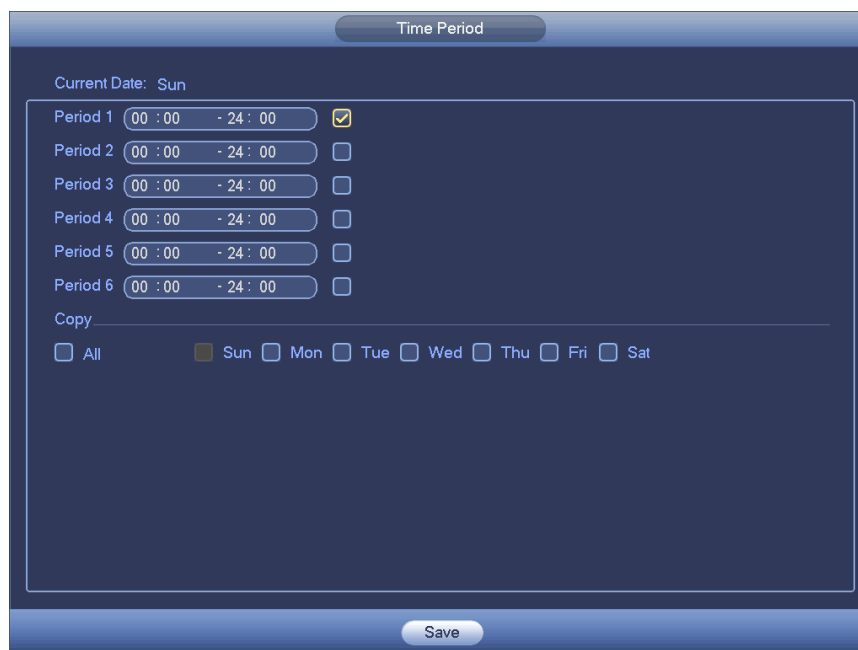 Time Period
Current Date: Sun
Period 1 00 :00 - 24 : 00
Period 2 00 :00 - 24 : 00
Period 3 00 :00 - 24 : 00
Period 4 00 :00 - 24 : 00
Period 5 00 :00 - 24 : 00
Period 6 00 :00 - 24 : 00
Copy
All Sun Mon Tue Wed Thu Fri Sat
Save